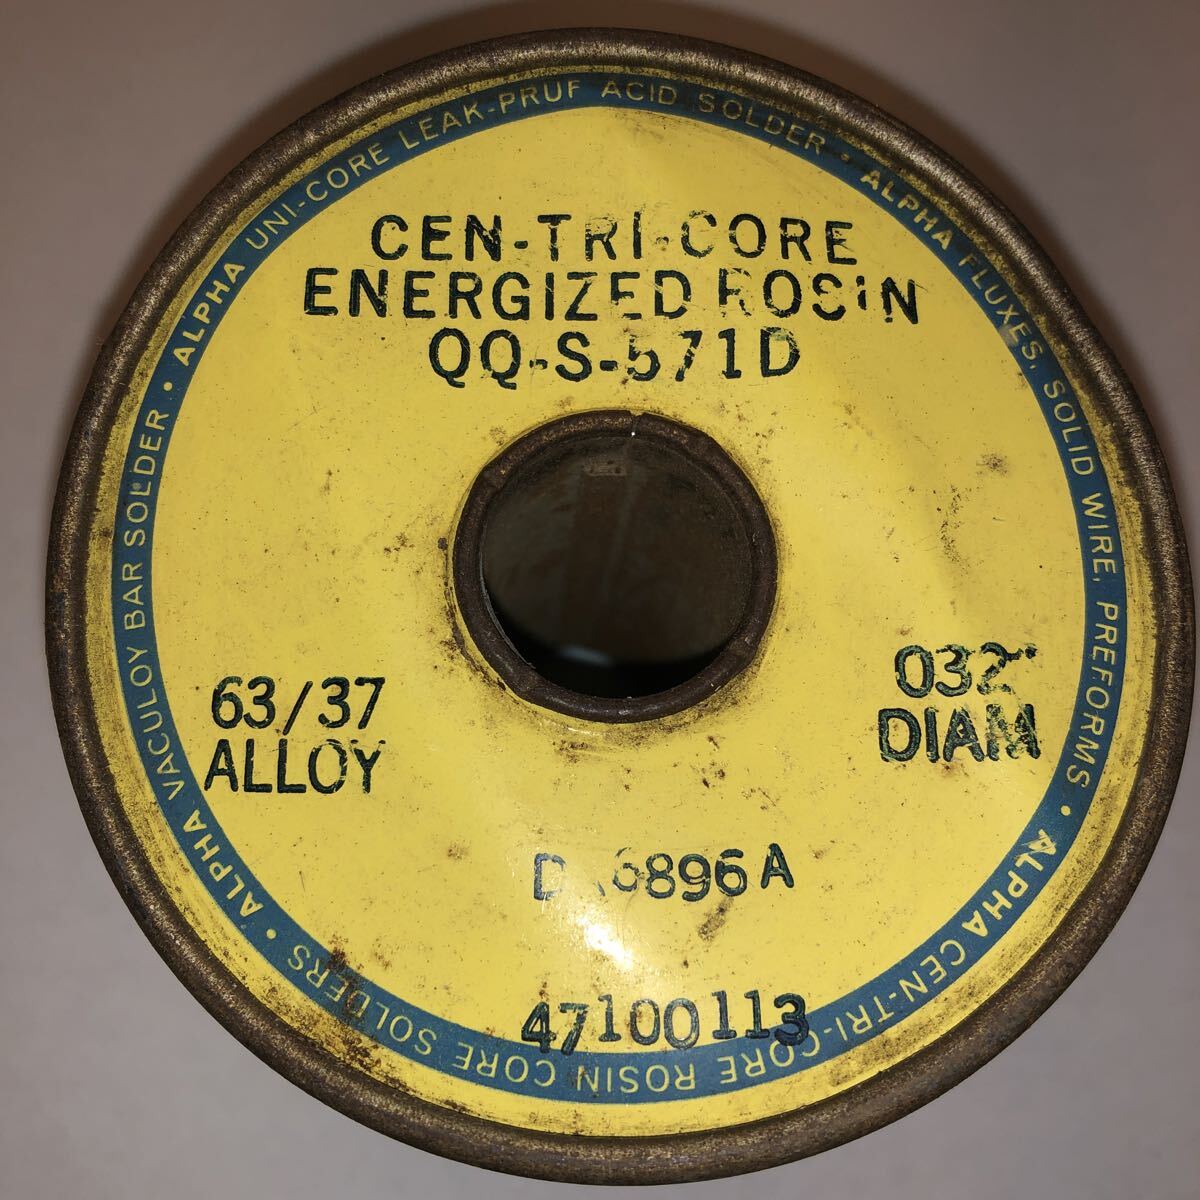 CEN-TRI-CORE
ENERGIZED ROSIN
QQ-S-571D
63/37
ALLOY
032"
DIAM
47100113
ALPHA UNI-CORE LEAK-PRUF ACID SOLDER • ALPHA FLUXES, SOLID WIRE, PREFORMS • ALPHA CEN-TRI-CORE ROSIN CORE SOLDERS • ALPHA VACULOY BAR SOLDER •